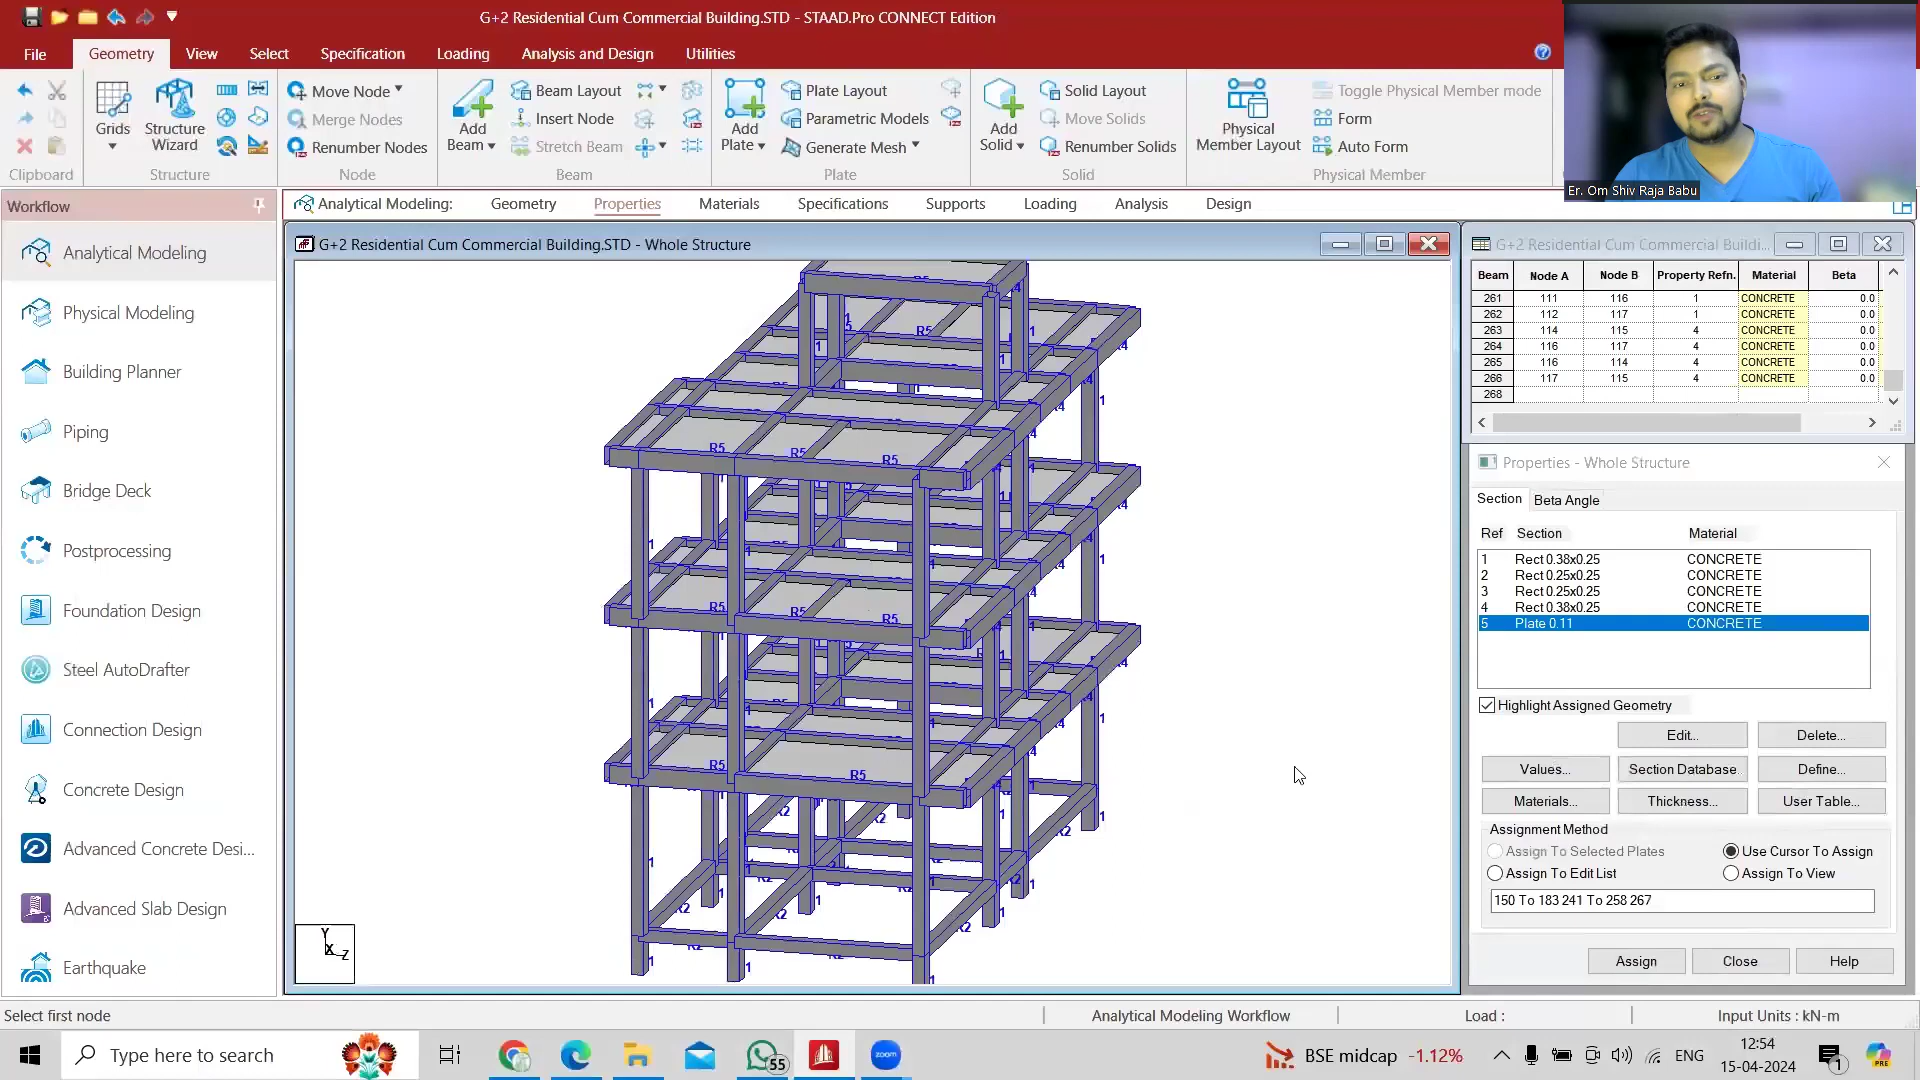 G+2 Residential Cum Commercial Building.STD - STAAD.Pro CONNECT Edition
File Geometry View Select Specification Loading Analysis and Design Utilities
Grids
Structure Wizard
Clipboard
Structure
Move Node
Merge Nodes
Renumber Nodes
Node
Add Beam
Beam Layout
Insert Node
Stretch Beam
Beam
Add Plate
Plate Layout
Parametric Models
Generate Mesh
Plate
Add Solid
Solid Layout
Move Solids
Renumber Solids
Solid
Physical Member Layout
Toggle Physical Member mode
Form
Auto Form
Physical Member
Er. Om Shiv Raja Babu
Workflow
Analytical Modeling
Physical Modeling
Building Planner
Piping
Bridge Deck
Postprocessing
Foundation Design
Steel AutoDrafter
Connection Design
Concrete Design
Advanced Concrete Desi...
Advanced Slab Design
Earthquake
Analytical Modeling: Geometry Properties Materials Specifications Supports Loading Analysis Design
G+2 Residential Cum Commercial Building.STD - Whole Structure
R5
R5 R5 R5
R5 R5 R5
R5 R5
Y
X
Z
G+2 Residential Cum Commercial Buildi...
Beam Node A Node B Property Refn. Material Beta
261 111 116 1 CONCRETE 0.0
262 112 117 1 CONCRETE 0.0
263 114 115 4 CONCRETE 0.0
264 116 117 4 CONCRETE 0.0
265 116 114 4 CONCRETE 0.0
266 117 115 4 CONCRETE 0.0
268
Properties - Whole Structure
Section Beta Angle
Ref Section Material
1 Rect 0.38x0.25 CONCRETE
2 Rect 0.25x0.25 CONCRETE
3 Rect 0.25x0.25 CONCRETE
4 Rect 0.38x0.25 CONCRETE
5 Plate 0.11 CONCRETE
Highlight Assigned Geometry
Edit... Delete...
Values... Section Database Define...
Materials... Thickness... User Table...
Assignment Method
Assign To Selected Plates Use Cursor To Assign
Assign To Edit List Assign To View
150 To 183 241 To 258 267
Assign Close Help
Select first node Analytical Modeling Workflow Load : Input Units : kN-m
Type here to search
55
zoom
BSE midcap -1.12%
ENG
12:54
15-04-2024
1
PRE